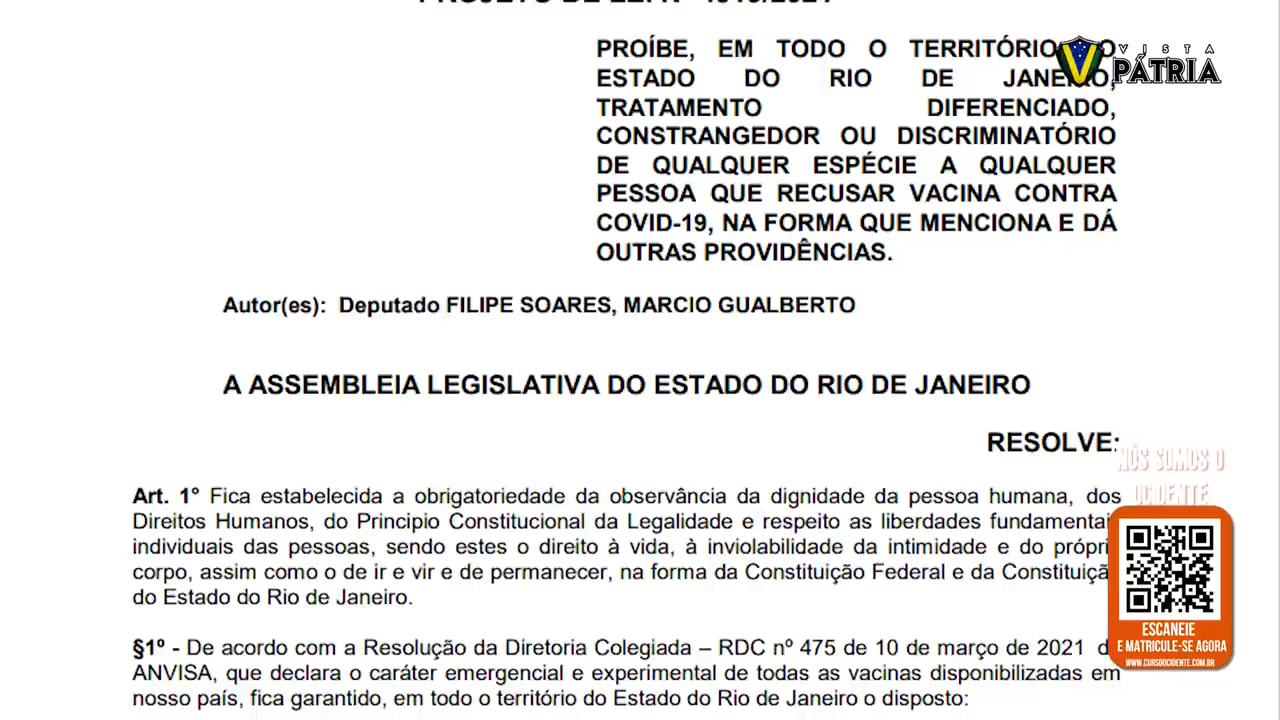 PROÍBE, EM TODO O TERRITÓRIO
ESTADO DO RIO DE JANEIRO,
TRATAMENTO DIFERENCIADO,
CONSTRANGEDOR OU DISCRIMINATÓRIO
DE QUALQUER ESPÉCIE A QUALQUER
PESSOA QUE RECUSAR VACINA CONTRA
COVID-19, NA FORMA QUE MENCIONA E DÁ
OUTRAS PROVIDÊNCIAS.
VISTA
PÁTRIA
Autor(es): Deputado FILIPE SOARES, MARCIO GUALBERTO
A ASSEMBLEIA LEGISLATIVA DO ESTADO DO RIO DE JANEIRO
RESOLVE:
Art. 1° Fica estabelecida a obrigatoriedade da observância da dignidade da pessoa humana, dos
Direitos Humanos, do Principio Constitucional da Legalidade e respeito as liberdades fundamentai
individuais das pessoas, sendo estes o direito à vida, à inviolabilidade da intimidade e do própri
corpo, assim como o de ir e vir e de permanecer, na forma da Constituição Federal e da Constituiçã
do Estado do Rio de Janeiro.
§1º - De acordo com a Resolução da Diretoria Colegiada – RDC nº 475 de 10 de março de 2021
ANVISA, que declara o caráter emergencial e experimental de todas as vacinas disponibilizadas em
nosso país, fica garantido, em todo o território do Estado do Rio de Janeiro o disposto:
NÓS SOMOS O
OCIDENTE
ESCANEIE
E MATRICULE-SE AGORA
WWW.CURSOOCIDENTE.COM.BR